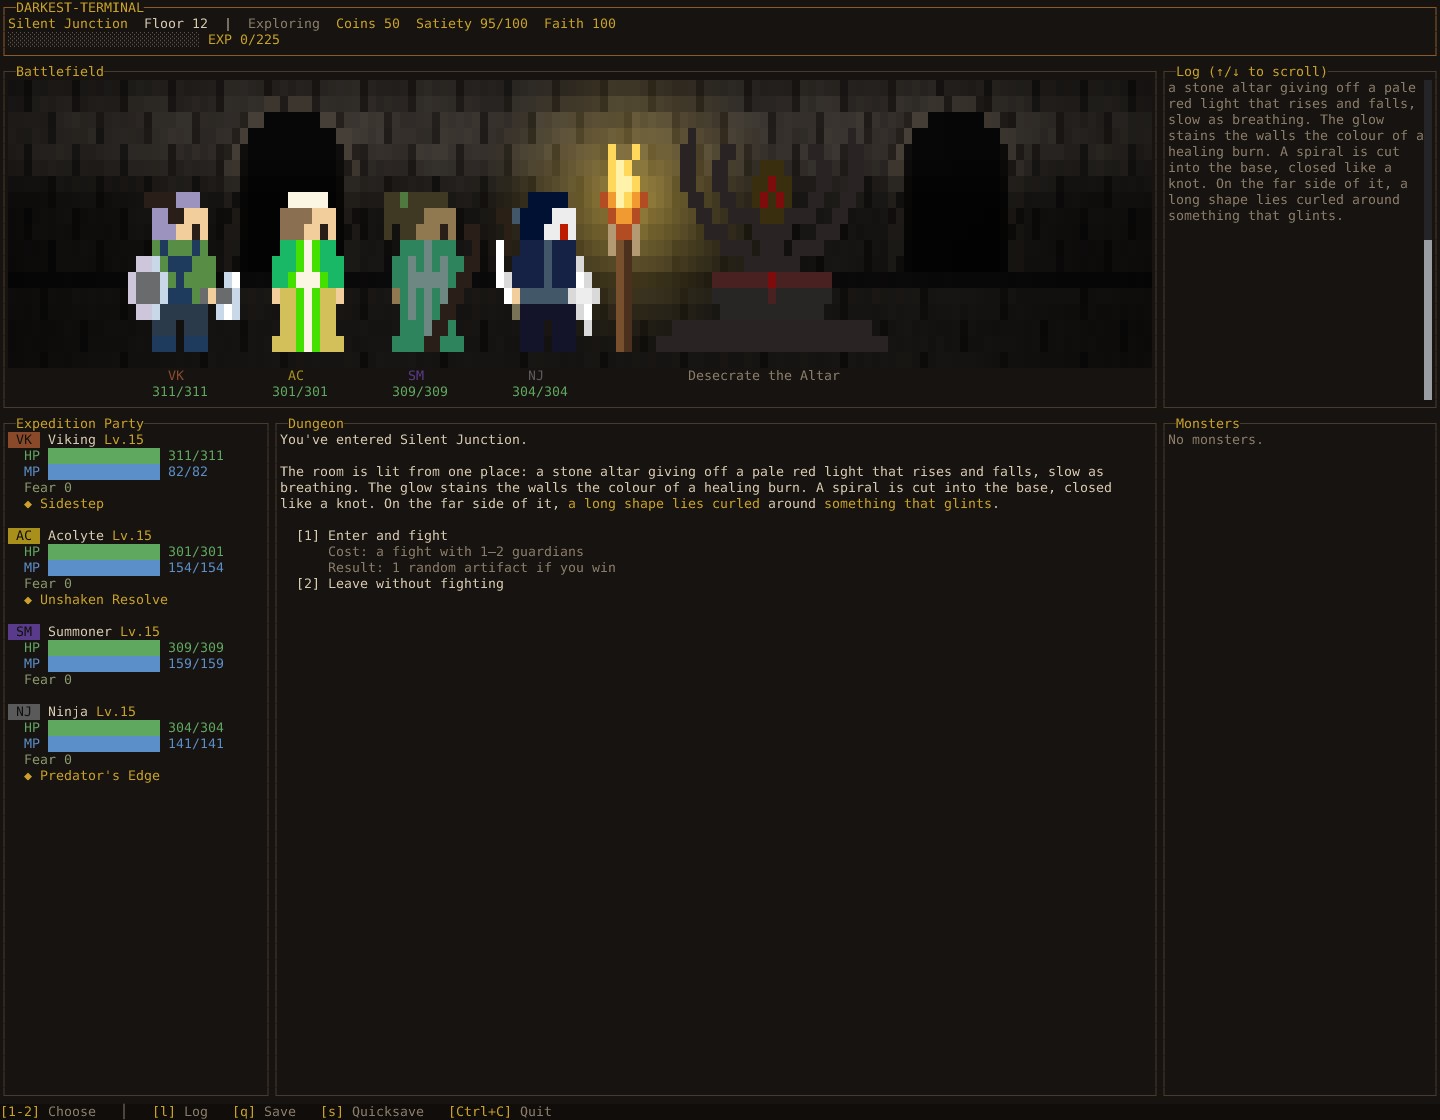 DARKEST-TERMINAL
Silent Junction  Floor 12  |  Exploring  Coins 50  Satiety 95/100  Faith 100
EXP 0/225
Battlefield
VK AC SM NJ Desecrate the Altar
311/311 301/301 309/309 304/304
Log (↑/↓ to scroll)
a stone altar giving off a pale
red light that rises and falls,
slow as breathing. The glow
stains the walls the colour of a
healing burn. A spiral is cut
into the base, closed like a
knot. On the far side of it, a
long shape lies curled around
something that glints.
Expedition Party
VK Viking Lv.15
HP 311/311
MP 82/82
Fear 0
◆ Sidestep
AC Acolyte Lv.15
HP 301/301
MP 154/154
Fear 0
◆ Unshaken Resolve
SM Summoner Lv.15
HP 309/309
MP 159/159
Fear 0
NJ Ninja Lv.15
HP 304/304
MP 141/141
Fear 0
◆ Predator's Edge
Dungeon
You've entered Silent Junction.
The room is lit from one place: a stone altar giving off a pale red light that rises and falls, slow as
breathing. The glow stains the walls the colour of a healing burn. A spiral is cut into the base, closed
like a knot. On the far side of it, a long shape lies curled around something that glints.
[1] Enter and fight
Cost: a fight with 1–2 guardians
Result: 1 random artifact if you win
[2] Leave without fighting
Monsters
No monsters.
[1-2] Choose │ [l] Log [q] Save [s] Quicksave [Ctrl+C] Quit